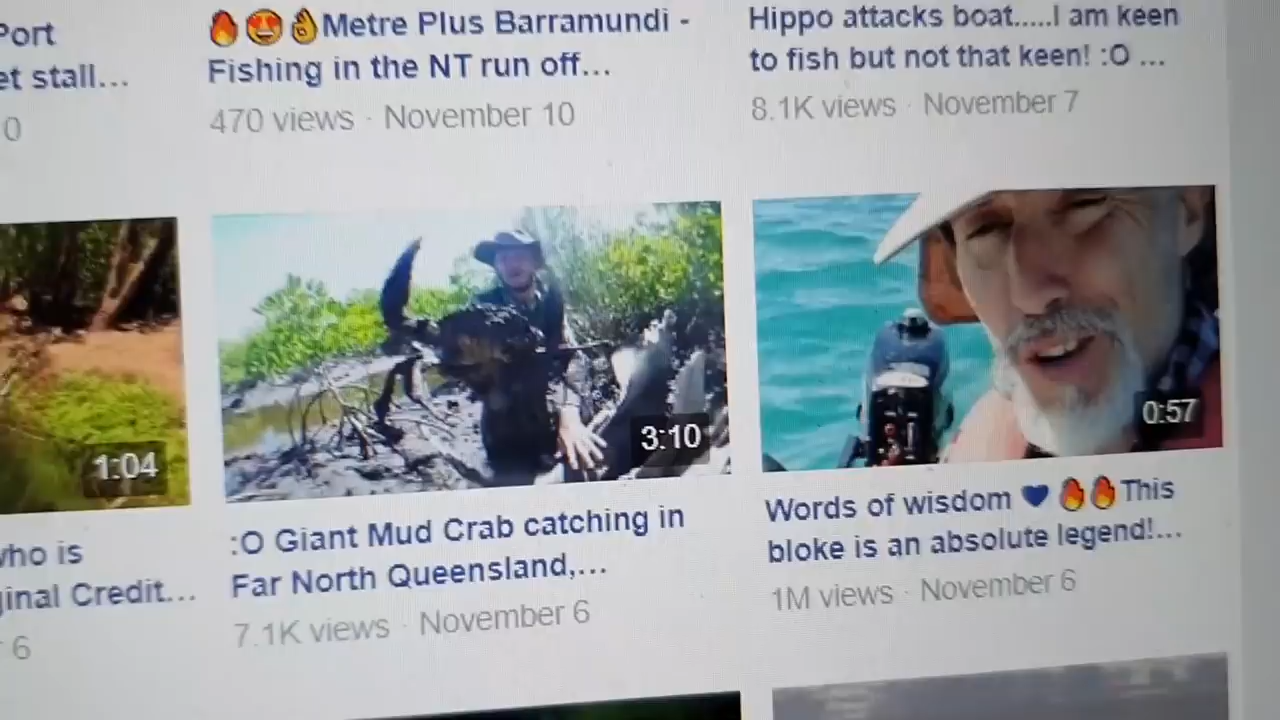 Port
et stall...
0
🔥😍👌Metre Plus Barramundi -
Fishing in the NT run off...
470 views · November 10
Hippo attacks boat.....I am keen
to fish but not that keen! :O ...
8.1K views · November 7
1:04
who is
ginal Credit...
6
3:10
:O Giant Mud Crab catching in
Far North Queensland,...
7.1K views · November 6
0:57
Words of wisdom 💙🔥🔥This
bloke is an absolute legend!...
1M views · November 6